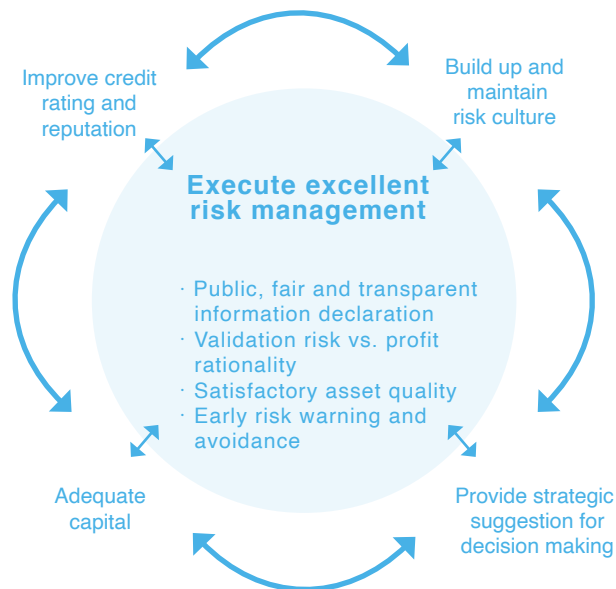 Improve credit
rating and
reputation
Build up and
maintain
risk culture
Execute excellent
risk management
· Public, fair and transparent
information declaration
· Validation risk vs. profit
rationality
· Satisfactory asset quality
· Early risk warning and
avoidance
Adequate
capital
Provide strategic
suggestion for
decision making